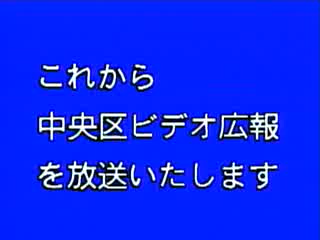 これから
中央区ビデオ広報
を放送いたします